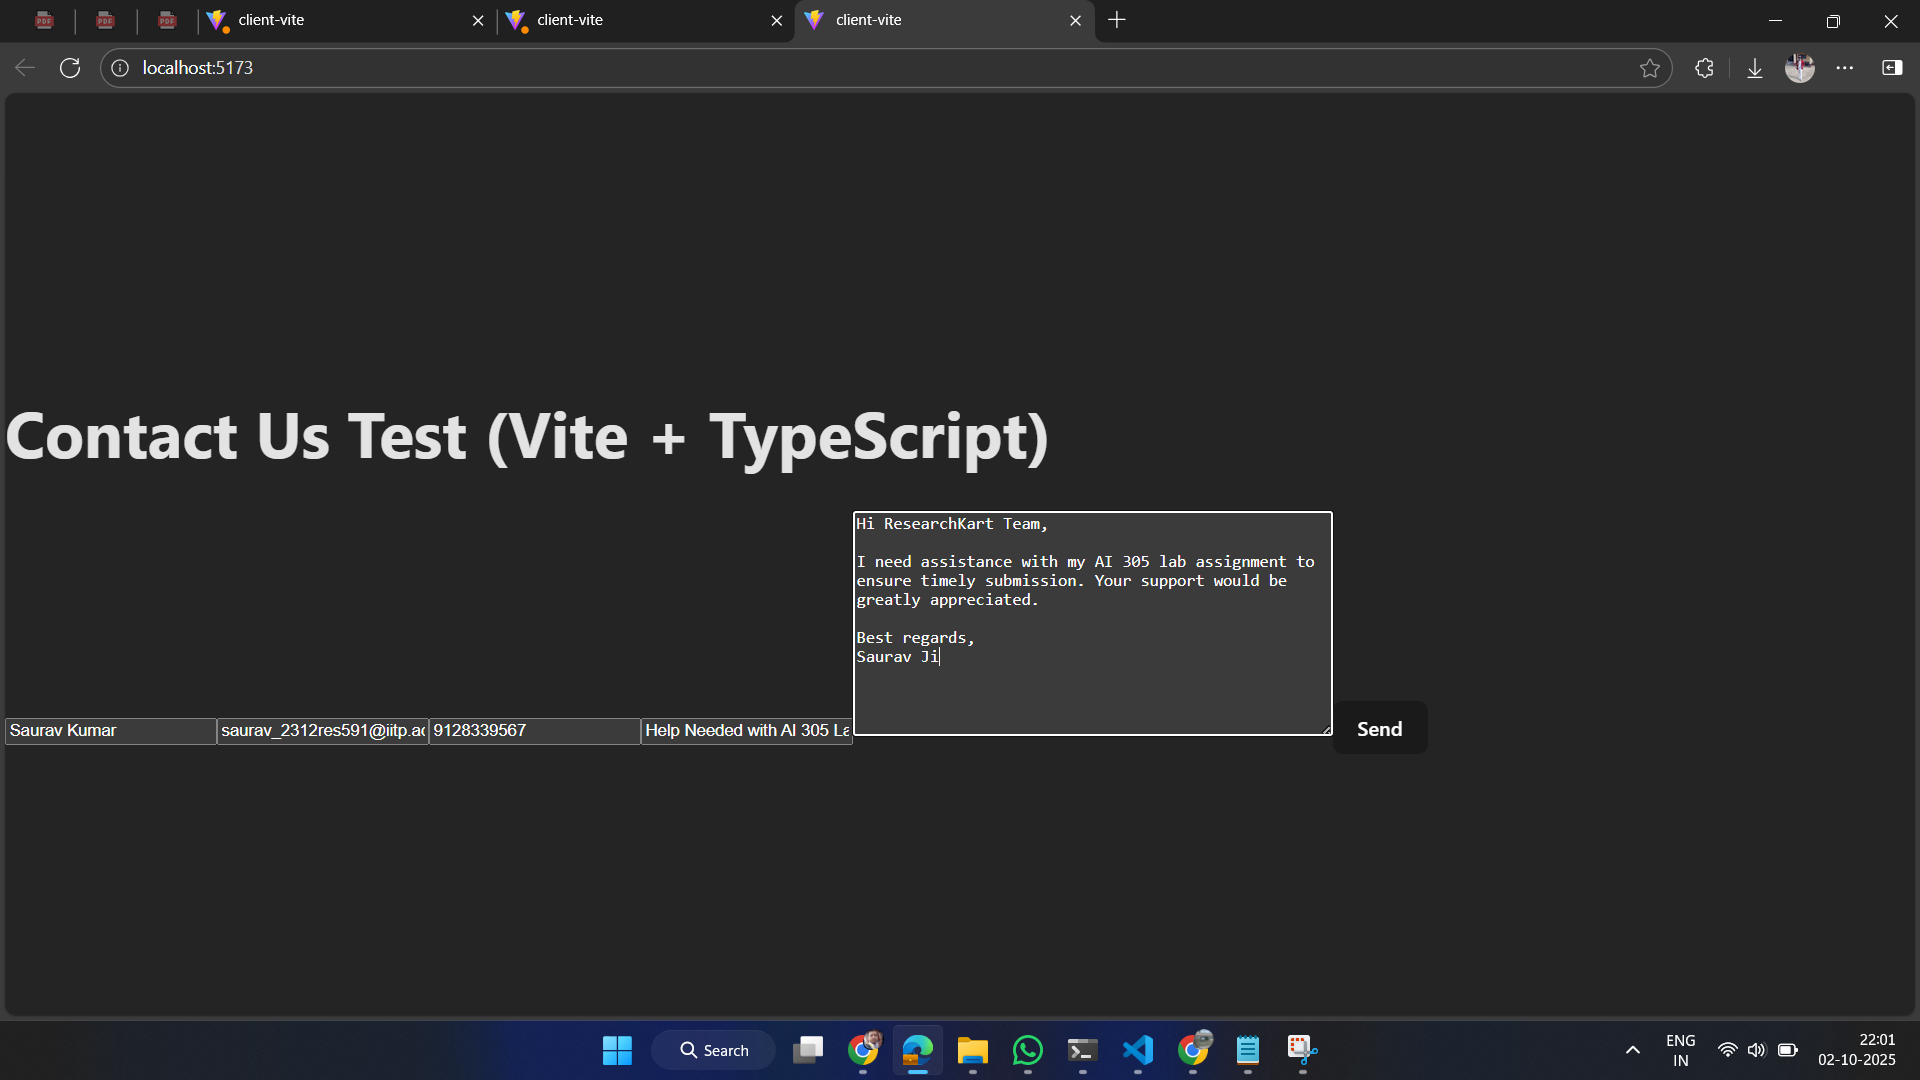 PDF
PDF
PDF
client-vite
client-vite
client-vite
localhost:5173
Contact Us Test (Vite + TypeScript)
Hi ResearchKart Team,
I need assistance with my AI 305 lab assignment to
ensure timely submission. Your support would be
greatly appreciated.
Best regards,
Saurav Ji
Saurav Kumar
saurav_2312res591@iitp.ac
9128339567
Help Needed with AI 305 La
Send
Search
ENG
IN
22:01
02-10-2025